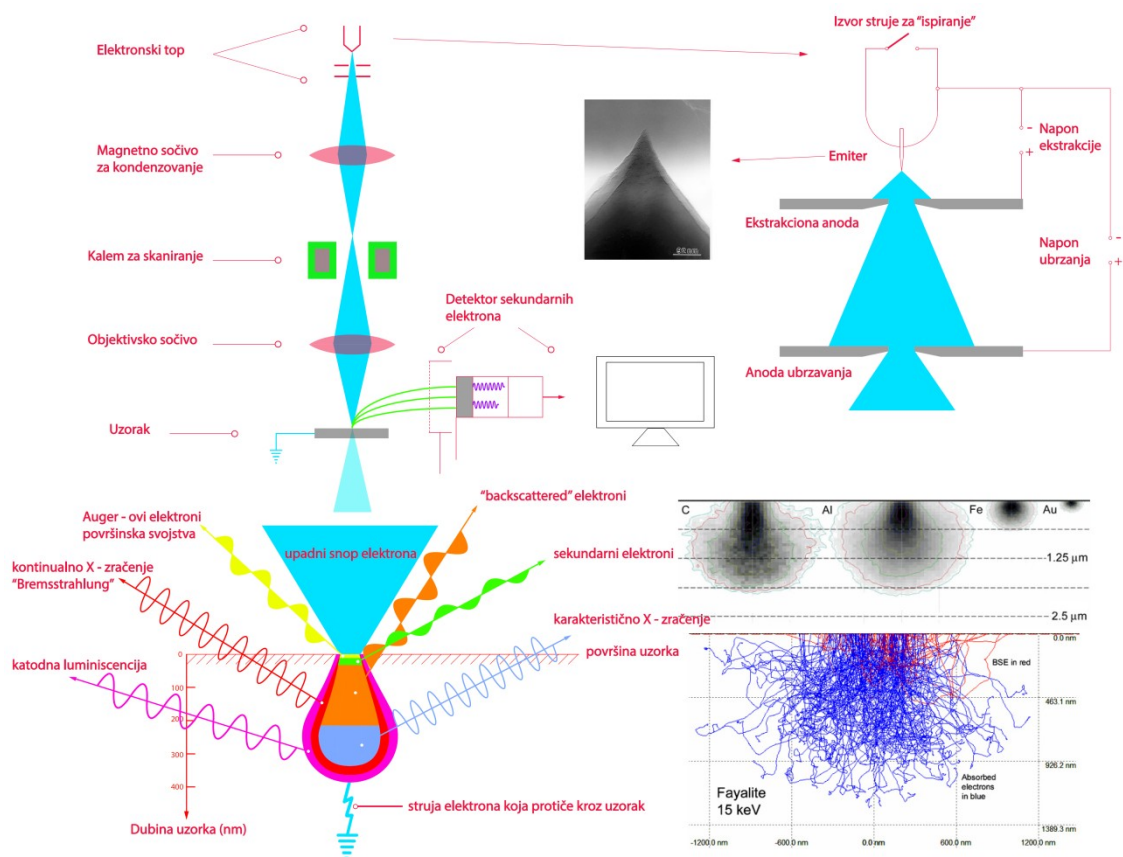 Elektronski top
Magnetno sočivo
za kondenzovanje
Kalem za skaniranje
Objektivsko sočivo
Uzorak
Detektor sekundarnih
elektrona
Izvor struje za “ispiranje”
Emiter
-
Napon
ekstrakcije
+
Ekstrakciona anoda
-
Napon
ubrzanja
+
Anoda ubrzavanja
Auger - ovi elektroni
površinska svojstva
kontinualno X - zračenje
“Bremsstrahlung”
katodna luminiscencija
upadni snop elektrona
“backscattered” elektroni
sekundarni elektroni
karakteristično X - zračenje
površina uzorka
0
100
200
300
400
Dubina uzorka (nm)
struja elektrona koja protiče kroz uzorak
C
Al
Fe
Au
1.25 μm
2.5 μm
0.0 nm
BSE in red
463.1 nm
926.2 nm
Absorbed
electrons
in blue
Fayalite
15 keV
1389.3 nm
-1200.0 nm
-600.0 nm
0.0 nm
600.0 nm
1200.0 nm